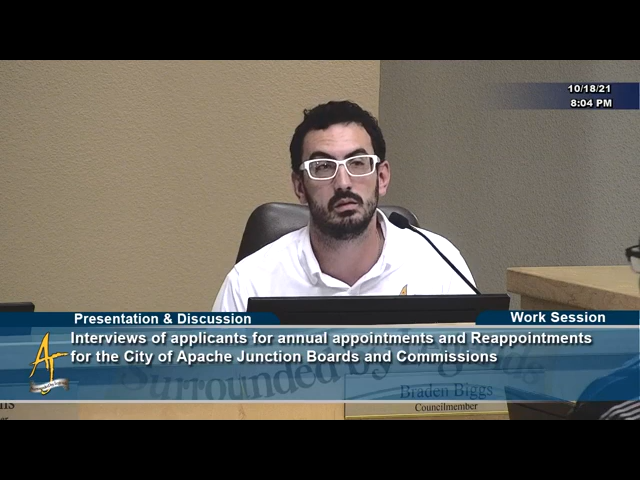 10/18/21
8:04 PM
Presentation & Discussion
Work Session
Interviews of applicants for annual appointments and Reappointments
for the City of Apache Junction Boards and Commissions
Surrounded by Legends
Braden Biggs
Councilmember